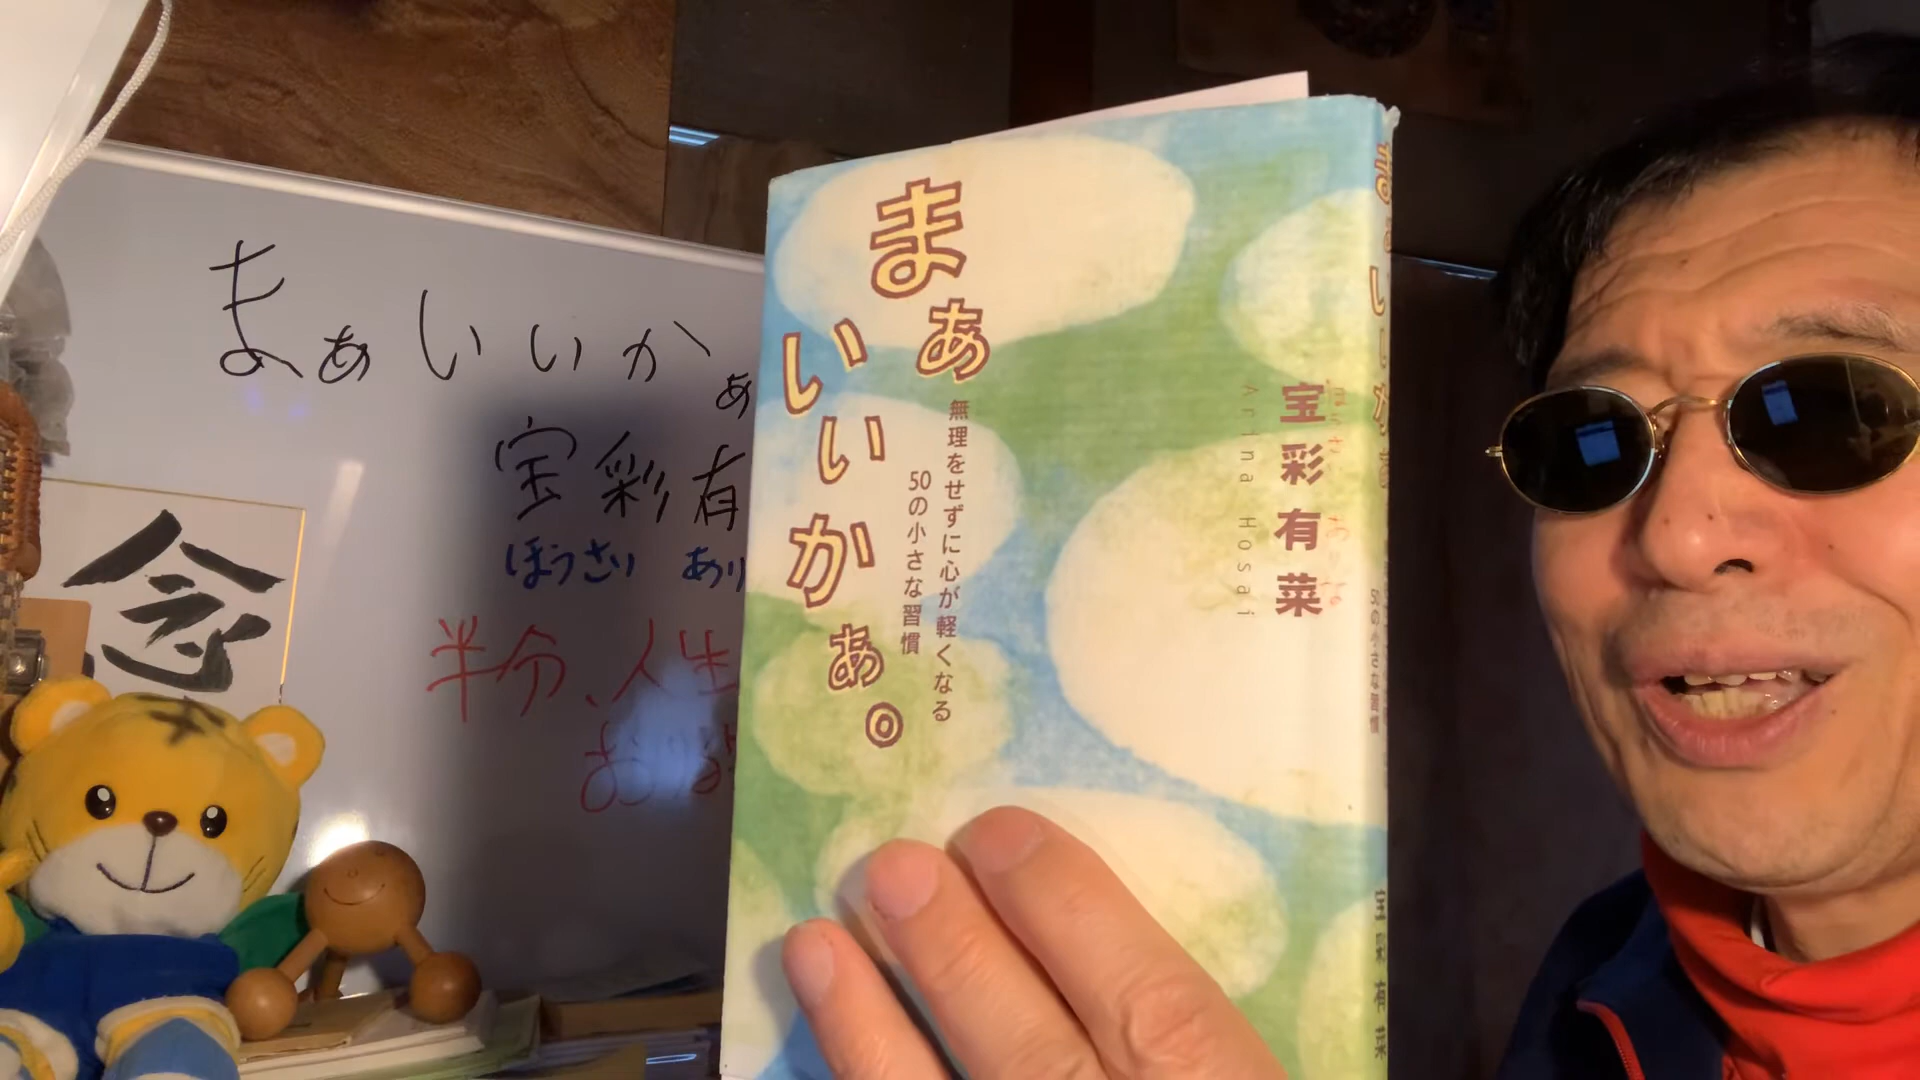 まぁいいかぁ
宝彩有
ほうさい あり
半分、人生
念
まぁ
いいかぁ。
無理をせずに心が軽くなる
50の小さな習慣
宝彩有菜
Arina Hosai
まぁいいかぁ
50の小さな習慣
宝彩有菜